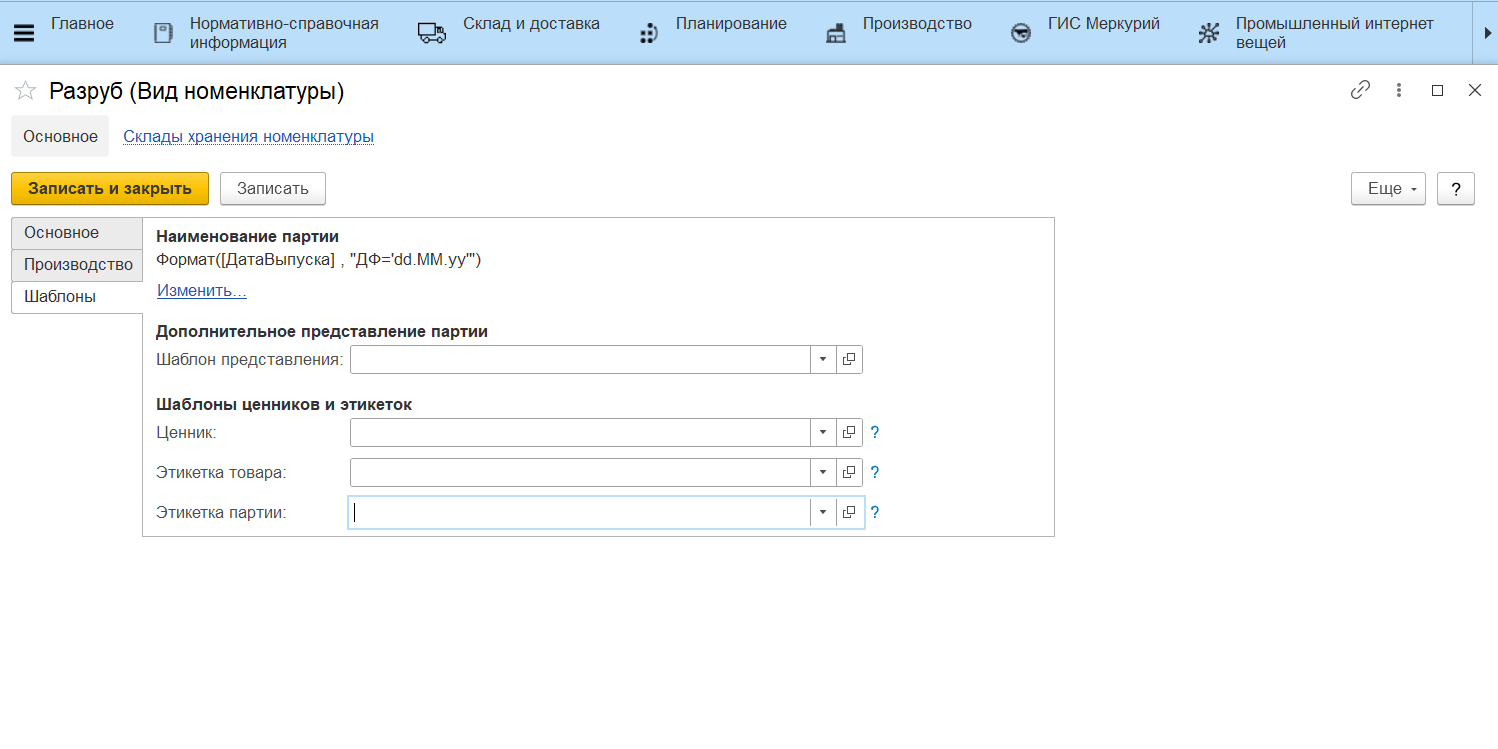 Главное
Нормативно-справочная
информация
Склад и доставка
Планирование
Производство
ГИС Меркурий
Промышленный интернет
вещей
Разруб (Вид номенклатуры)
Основное
Склады хранения номенклатуры
Записать и закрыть
Записать
Еще
?
Основное
Производство
Шаблоны
Наименование партии
Формат([ДатаВыпуска] , "ДФ='dd.MM.yy'")
Изменить...
Дополнительное представление партии
Шаблон представления:
Шаблоны ценников и этикеток
Ценник:
?
Этикетка товара:
?
Этикетка партии:
?